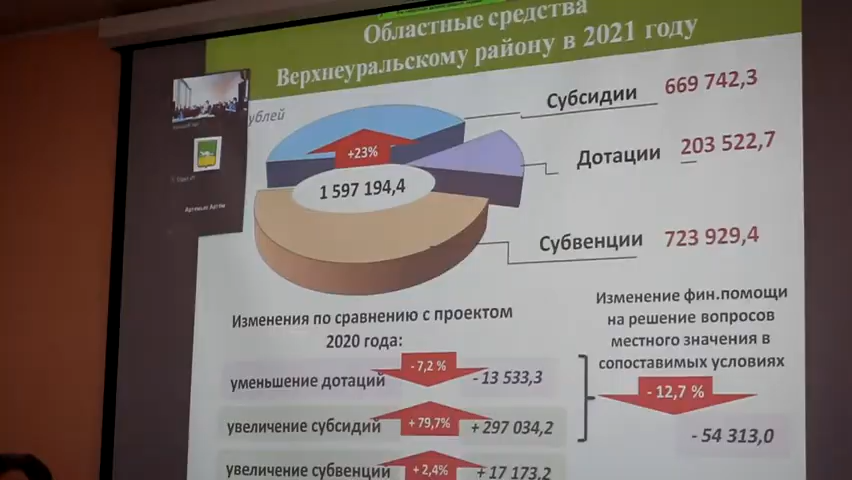 Областные средства
Верхнеуральскому району в 2021 году
ублей
Субсидии 669 742,3
+23%
Дотации 203 522,7
1 597 194,4
Субвенции 723 929,4
Изменения по сравнению с проектом
2020 года:
Изменение фин.помощи
на решение вопросов
местного значения в
сопоставимых условиях
- 7,2 %
уменьшение дотаций - 13 533,3
- 12,7 %
увеличение субсидий + 79,7% + 297 034,2
- 54 313,0
увеличение субвенции + 2,4% + 17 173,2